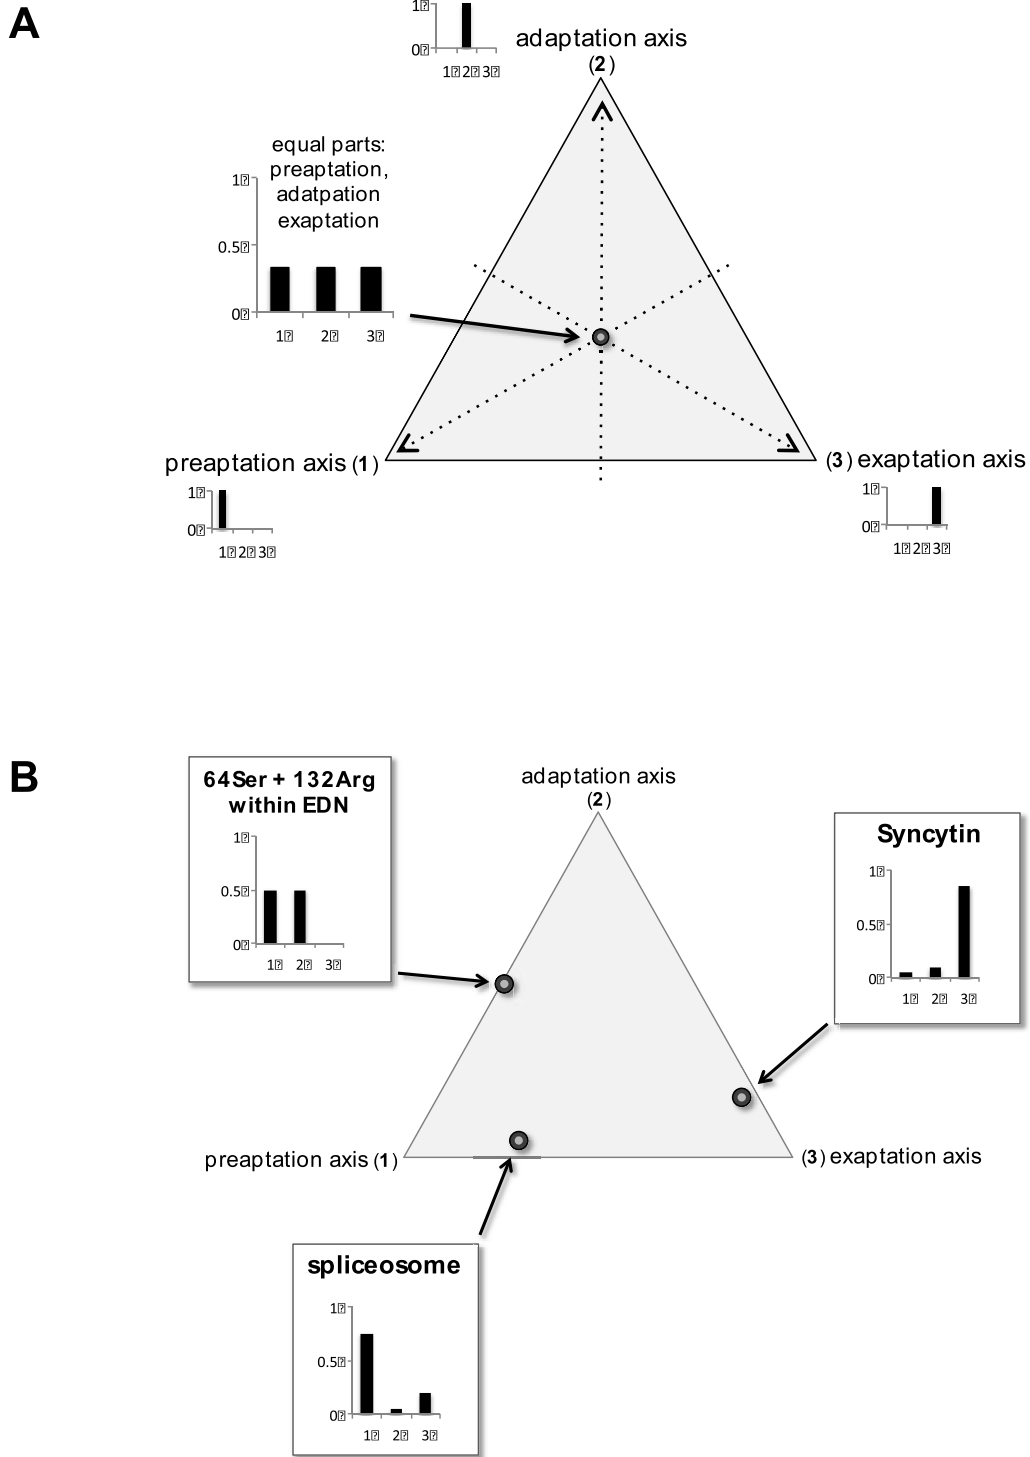 A
1
0
1 2 3
adaptation axis
(2)
equal parts:
preaptation,
adatpation
exaptation
1
0.5
0
1 2 3
preaptation axis (1)
1
0
1 2 3
(3) exaptation axis
1
0
1 2 3
B
64Ser + 132Arg
within EDN
1
0.5
0
1 2 3
adaptation axis
(2)
Syncytin
1
0.5
0
1 2 3
preaptation axis (1)
(3) exaptation axis
spliceosome
1
0.5
0
1 2 3